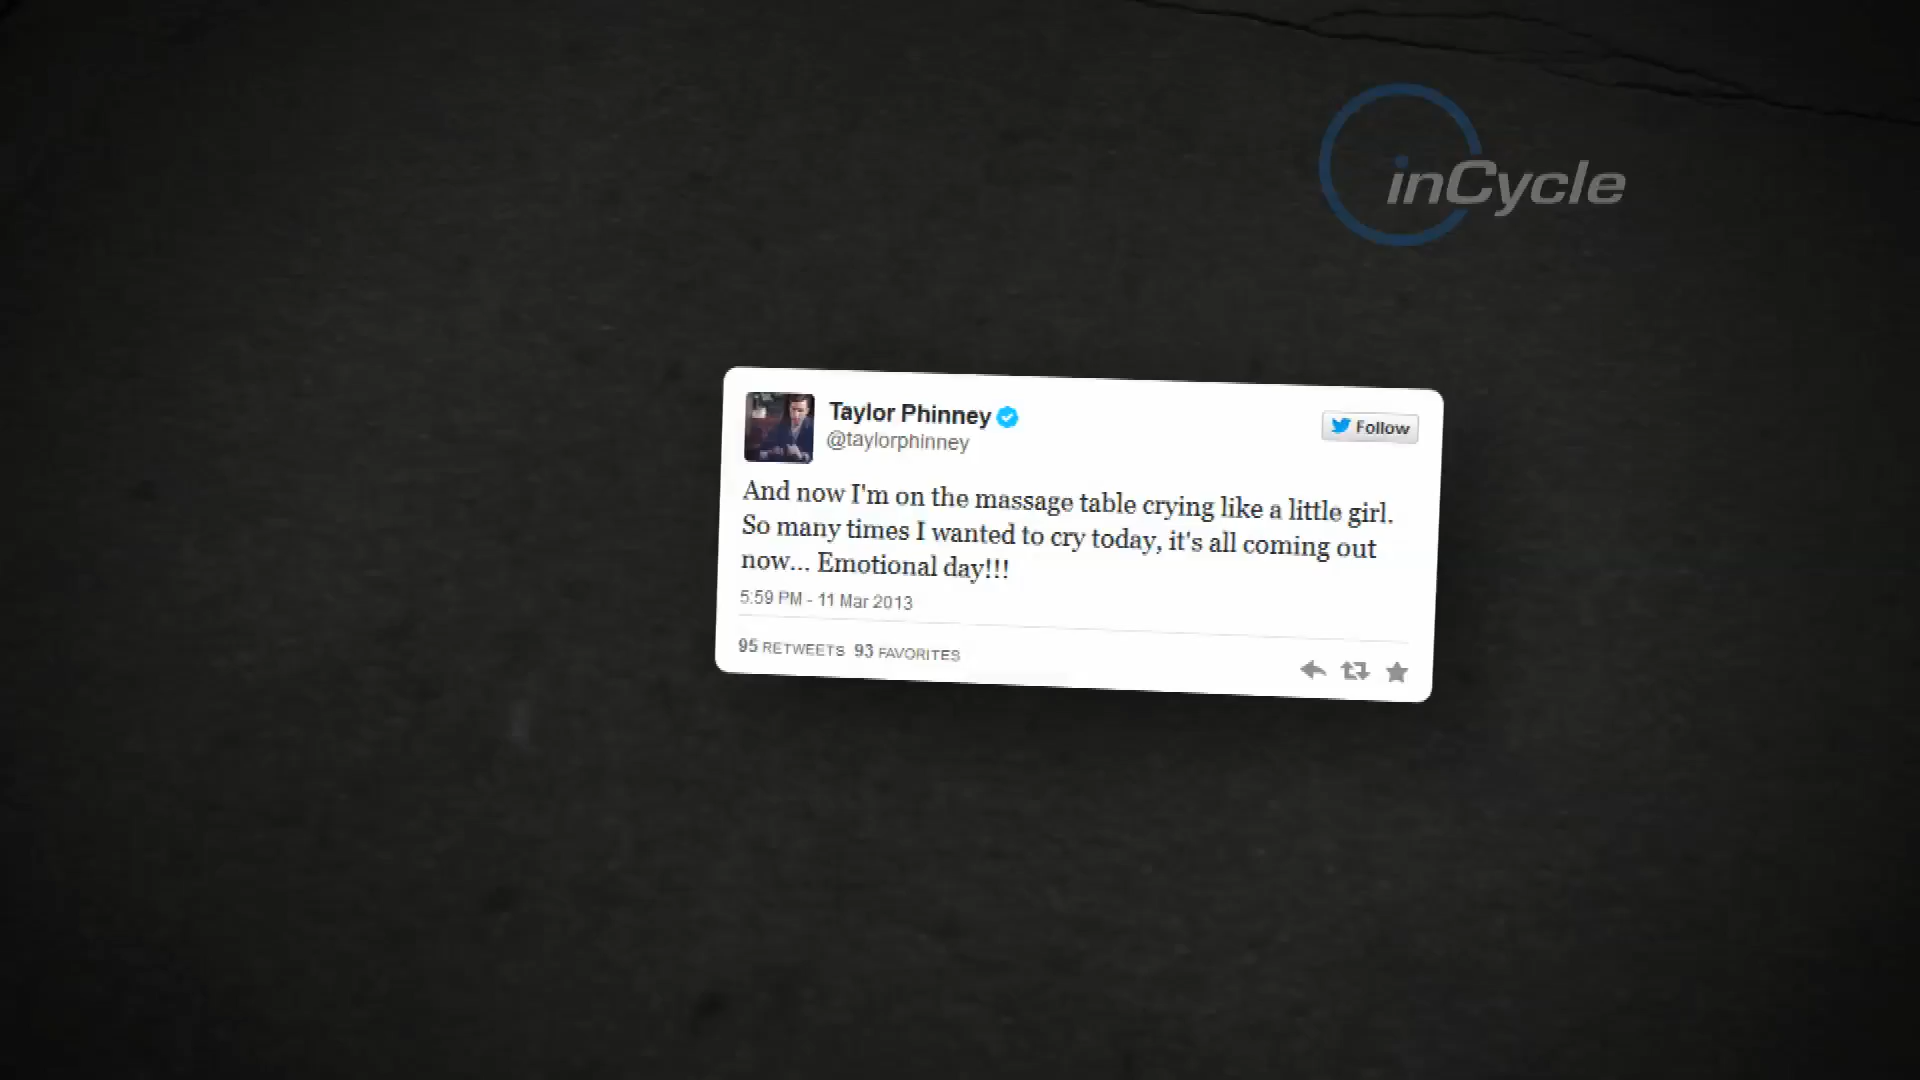 inCycle
Taylor Phinney
@taylorphinney
Follow
And now I'm on the massage table crying like a little girl.
So many times I wanted to cry today, it's all coming out
now... Emotional day!!!
5:59 PM - 11 Mar 2013
95 RETWEETS 93 FAVORITES